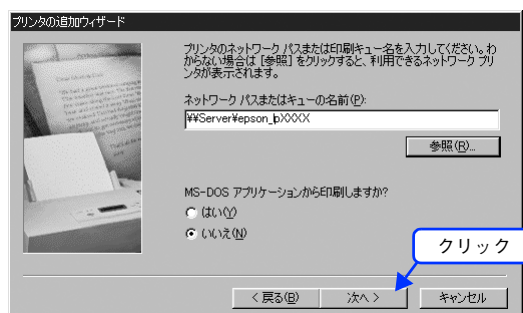 プリンタの追加ウィザード
プリンタのネットワーク パスまたは印刷キュー名を入力してください。わ
からない場合は [参照] をクリックすると、利用できるネットワーク プリ
ンタが表示されます。
ネットワーク パスまたはキューの名前(P):
¥¥Server¥epson_lpXXXX
参照(R)...
MS-DOS アプリケーションから印刷しますか?
はい(Y)
いいえ(N)
クリック
< 戻る(B)
次へ >
キャンセル